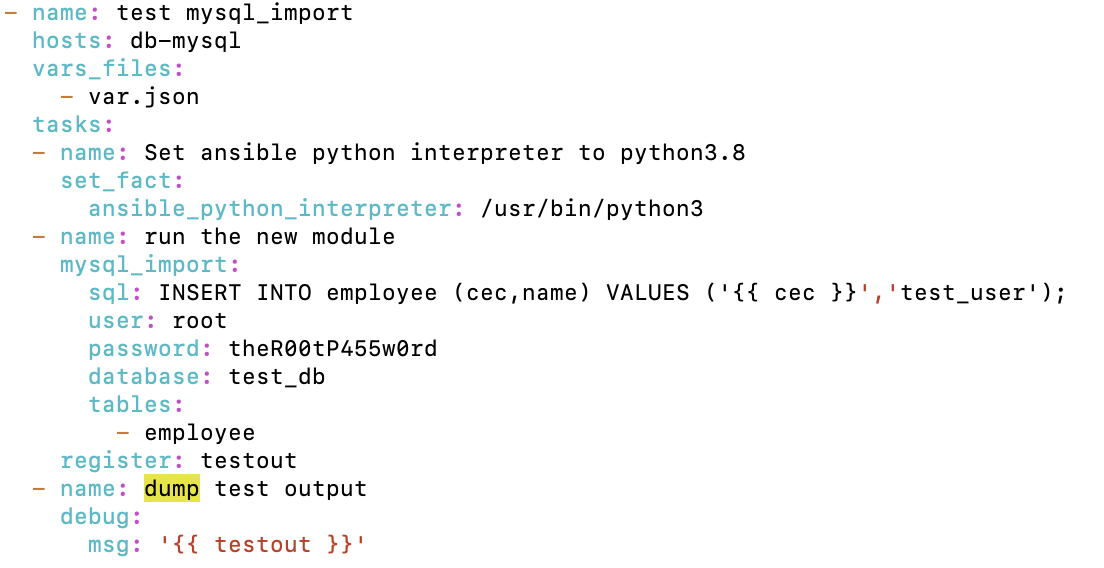 - name: test mysql_import
  hosts: db-mysql
  vars_files:
    - var.json
  tasks:
  - name: Set ansible python interpreter to python3.8
    set_fact:
      ansible_python_interpreter: /usr/bin/python3
  - name: run the new module
    mysql_import:
      sql: INSERT INTO employee (cec,name) VALUES ('{{ cec }}','test_user');
      user: root
      password: theR00tP455w0rd
      database: test_db
      tables:
        - employee
    register: testout
  - name: dump test output
    debug:
      msg: '{{ testout }}'